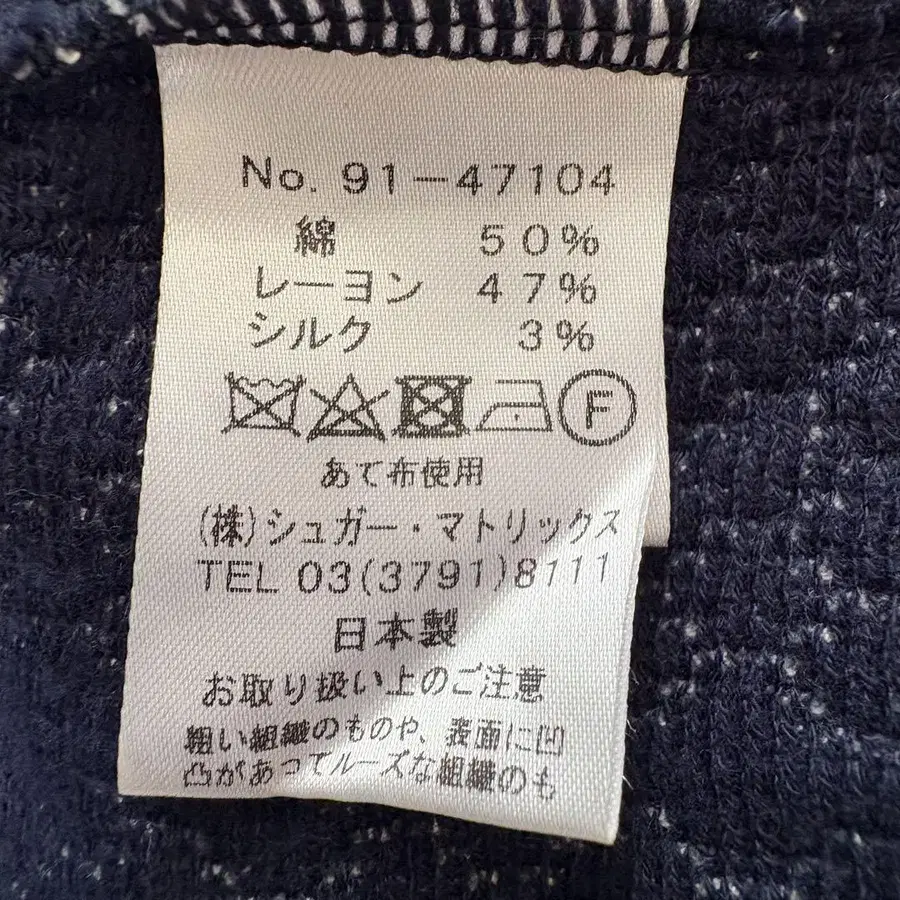 No. 91-47104
綿 50%
レーヨン 47%
シルク 3%
F
あて布使用
(株)シュガー・マトリックス
TEL 03(3791)8111
日本製
お取り扱い上のご注意
粗い組織のものや、表面に凹
凸があってルーズな組織のも